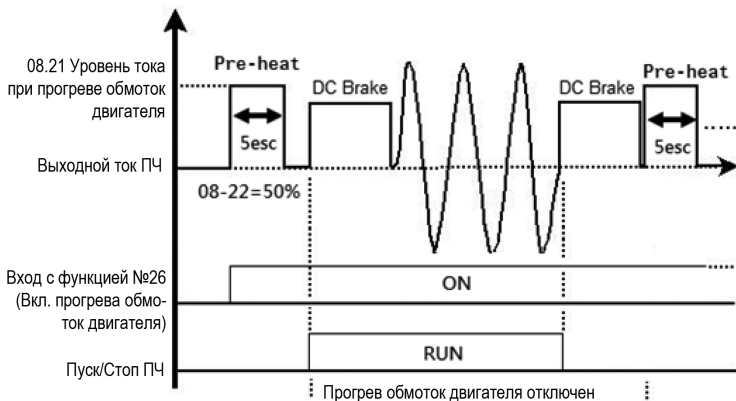 08.21 Уровень тока
при прогреве обмоток
двигателя
Pre-heat
5esc
DC Brake
DC Brake
Pre-heat
5esc
Выходной ток ПЧ
08-22=50%
Вход с функцией №26
(Вкл. прогрева обмо-
ток двигателя)
ON
Пуск/Стоп ПЧ
RUN
Прогрев обмоток двигателя отключен